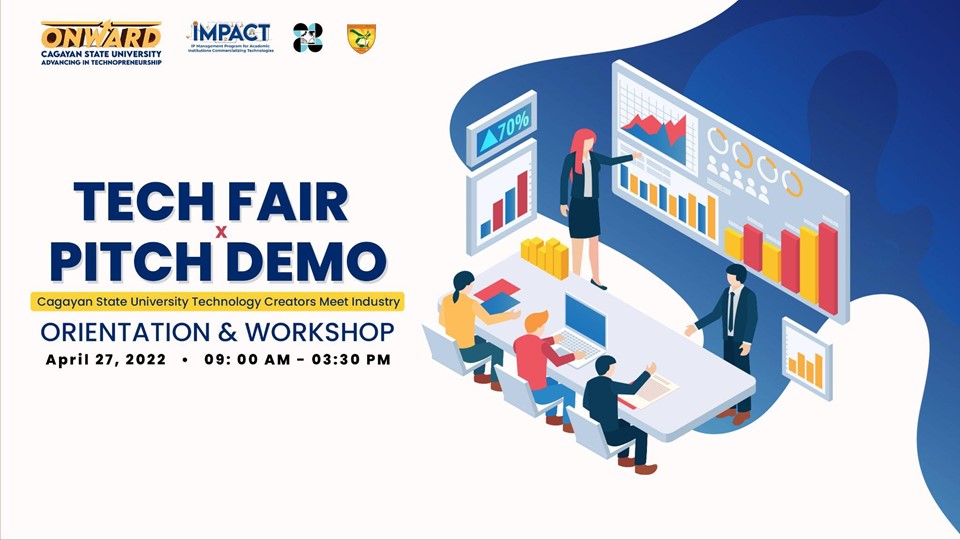 ONWARD
CAGAYAN STATE UNIVERSITY
ADVANCING IN TECHNOPRENEURSHIP
IMPACT
IP Management Program for Academic
Institutions Commercializing Technologies
TECH FAIR
x
PITCH DEMO
Cagayan State University Technology Creators Meet Industry
ORIENTATION & WORKSHOP
April 27, 2022 • 09: 00 AM – 03:30 PM
70%